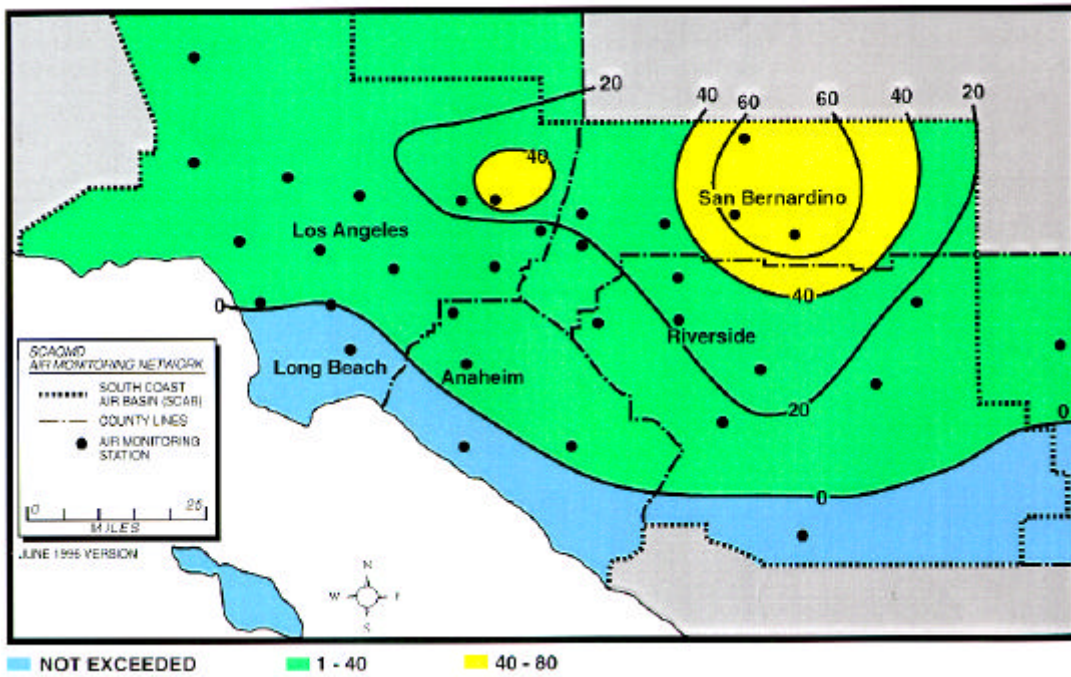 20
40
60
60
40
20
40
San Bernardino
Los Angeles
0
40
Riverside
SCAQMD
AIR MONITORING NETWORK
SOUTH COAST
AIR BASIN (SCAB)
COUNTY LINES
AIR MONITORING
STATION
0 25
MILES
JUNE 1996 VERSION
Long Beach
Anaheim
20
0
0
N
W E
S
NOT EXCEEDED
1 - 40
40 - 80